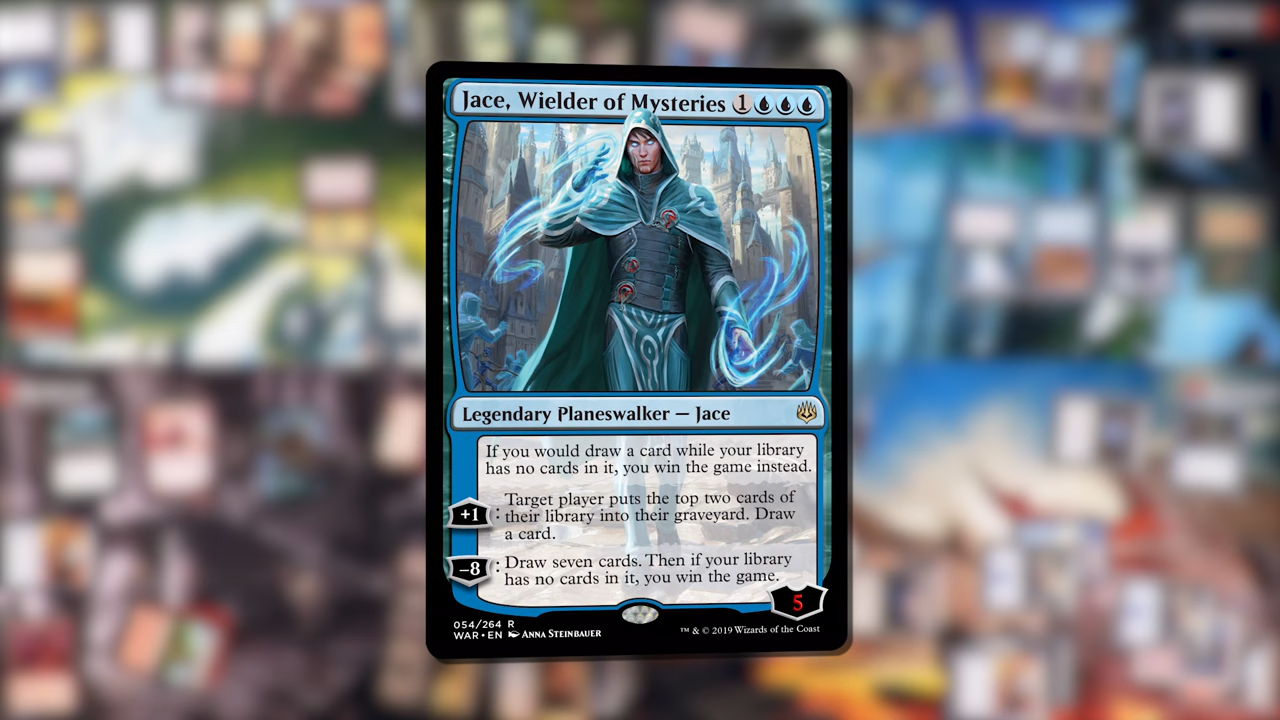 Jace, Wielder of Mysteries 1
Legendary Planeswalker — Jace
If you would draw a card while your library
has no cards in it, you win the game instead.
+1: Target player puts the top two cards of
their library into their graveyard. Draw
a card.
−8: Draw seven cards. Then if your library
has no cards in it, you win the game.
5
054/264 R
WAR • EN Anna Steinbauer
™ & © 2019 Wizards of the Coast